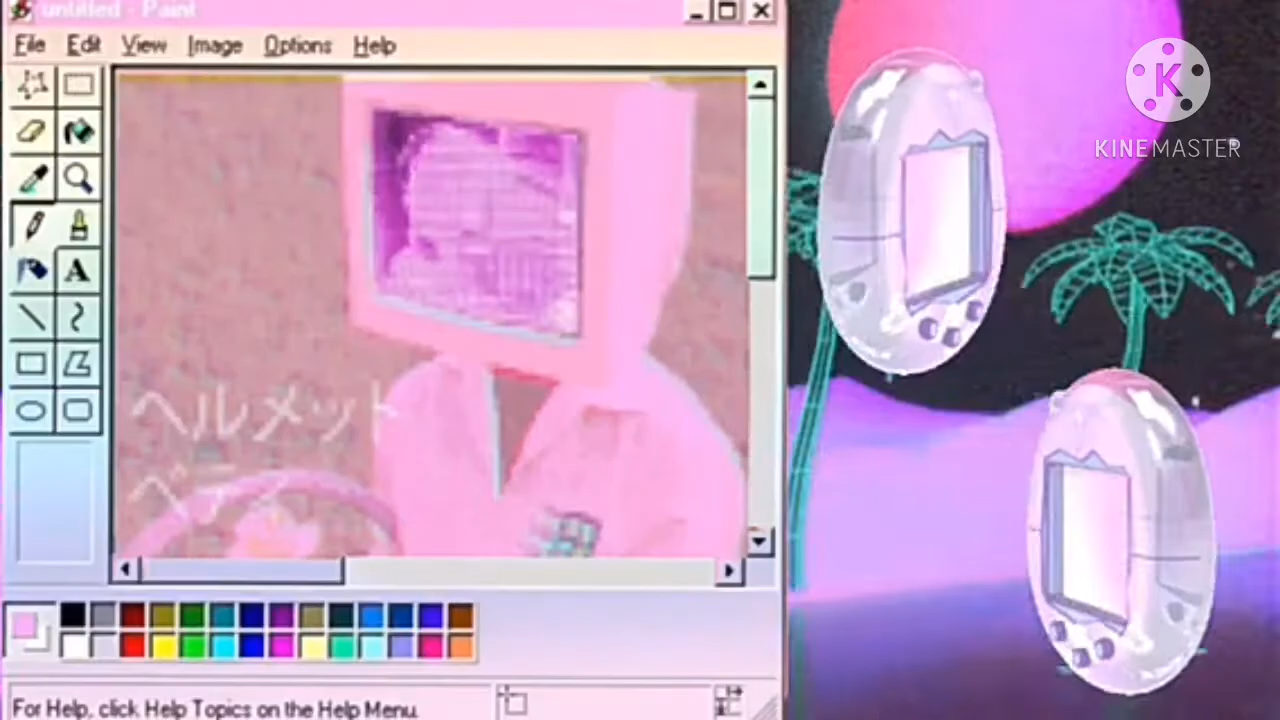 untitled - Paint
File Edit View Image Options Help
A
ヘルメット
K
KINEMASTER
For Help, click Help Topics on the Help Menu.